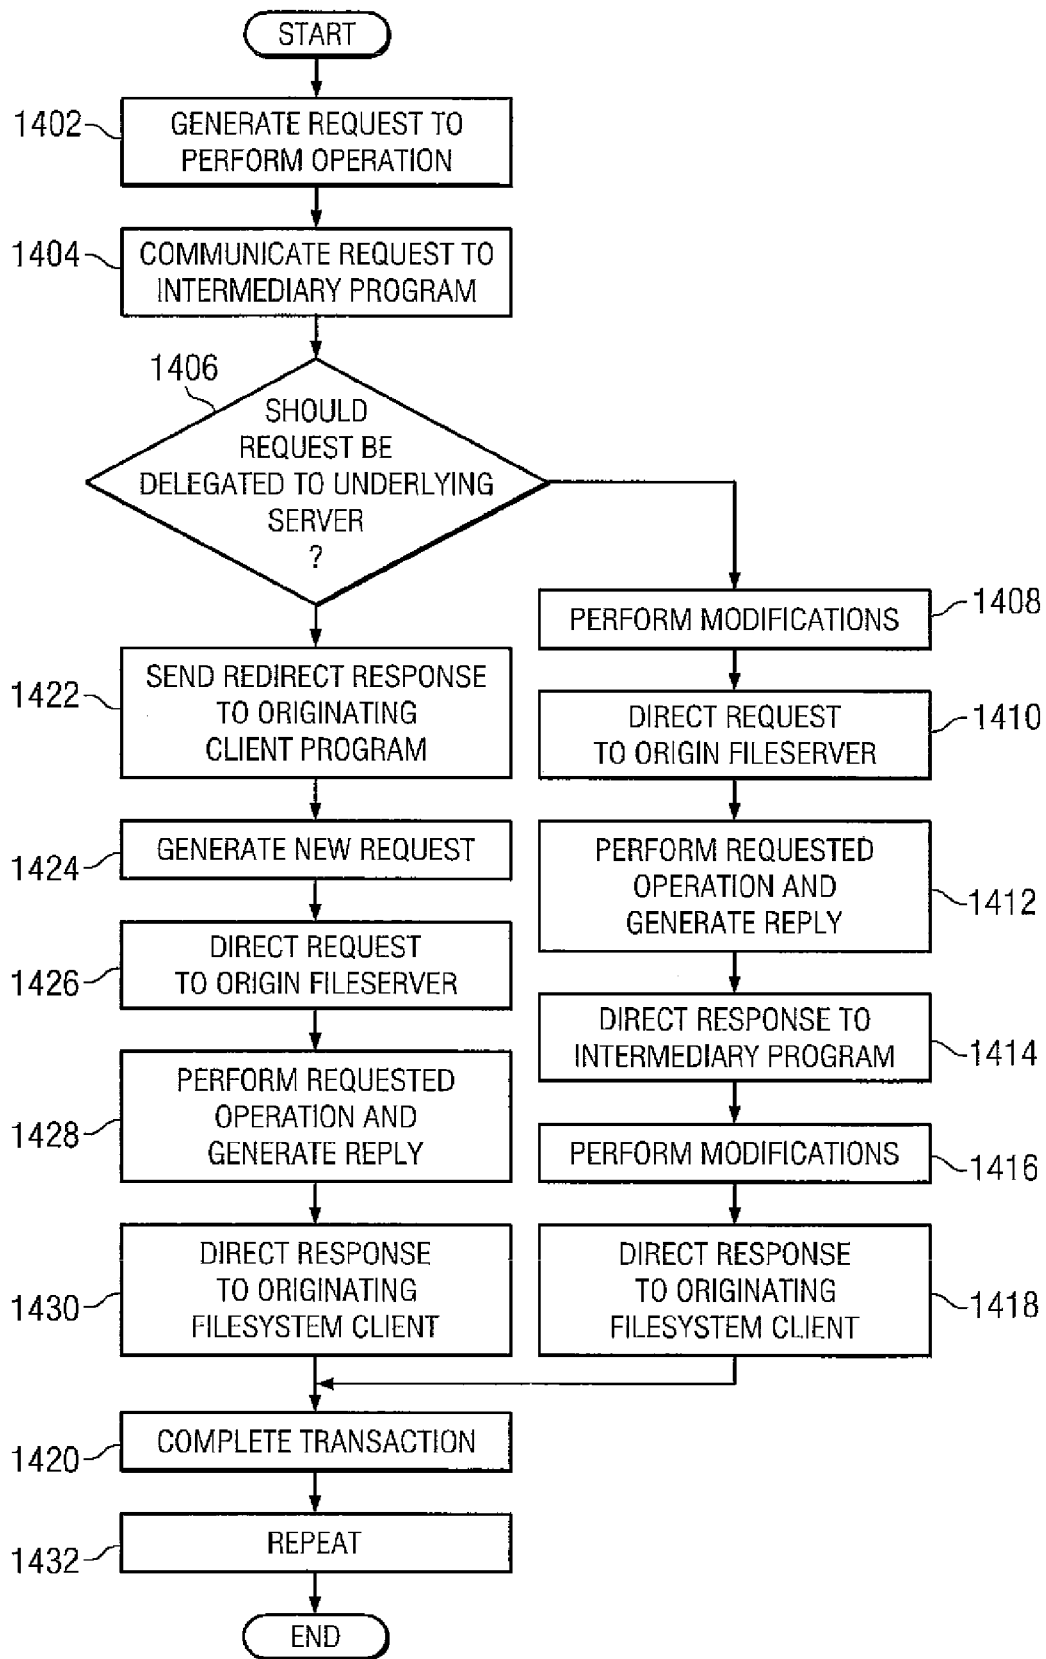 START
1402
GENERATE REQUEST TO
PERFORM OPERATION
1404
COMMUNICATE REQUEST TO
INTERMEDIARY PROGRAM
1406
SHOULD
REQUEST BE
DELEGATED TO UNDERLYING
SERVER
?
PERFORM MODIFICATIONS
1408
DIRECT REQUEST
TO ORIGIN FILESERVER
1410
PERFORM REQUESTED
OPERATION AND
GENERATE REPLY
1412
DIRECT RESPONSE TO
INTERMEDIARY PROGRAM
1414
PERFORM MODIFICATIONS
1416
DIRECT RESPONSE
TO ORIGINATING
FILESYSTEM CLIENT
1418
1422
SEND REDIRECT RESPONSE
TO ORIGINATING
CLIENT PROGRAM
1424
GENERATE NEW REQUEST
1426
DIRECT REQUEST
TO ORIGIN FILESERVER
1428
PERFORM REQUESTED
OPERATION AND
GENERATE REPLY
1430
DIRECT RESPONSE
TO ORIGINATING
FILESYSTEM CLIENT
1420
COMPLETE TRANSACTION
1432
REPEAT
END